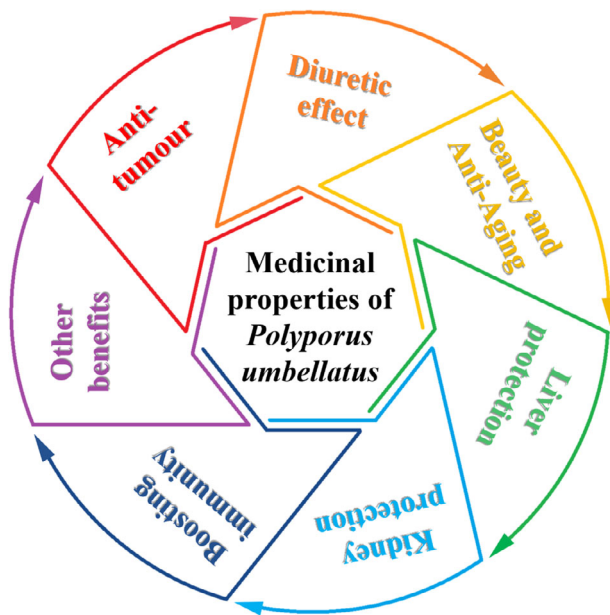 Medicinal
properties of
Polyporus
umbellatus
Diuretic
effect
Beauty and
Anti-Aging
Liver
protection
Kidney
protection
Boosting
immunity
Other
benefits
Anti-
tumour